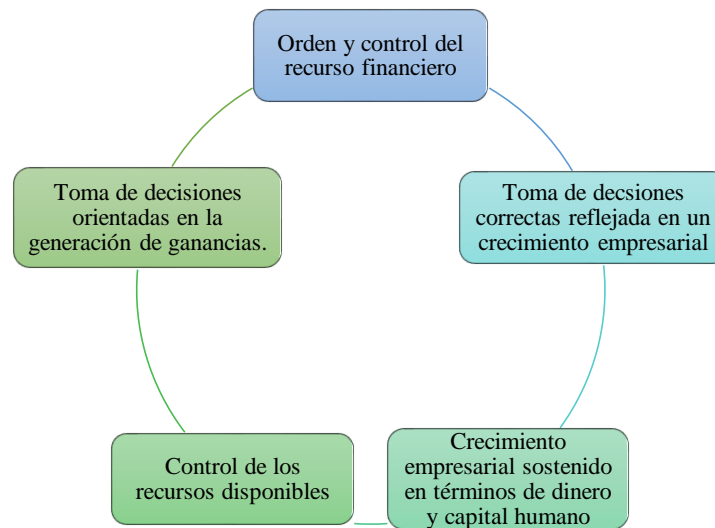 Orden y control del
recurso financiero
Toma de decsiones
correctas reflejada en un
crecimiento empresarial
Crecimiento
empresarial sostenido
en términos de dinero
y capital humano
Control de los
recursos disponibles
Toma de decisiones
orientadas en la
generación de ganancias.